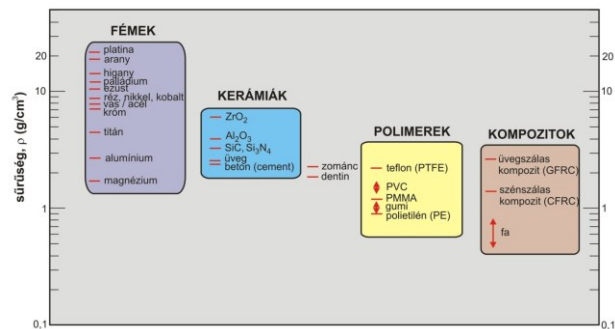 sűrűség, ρ (g/cm³)
20
10
1
0,1
FÉMEK
platina
arany
higany
palládium
ezüst
réz, nikkel, kobalt
vas / acél
króm
titán
alumínium
magnézium
KERÁMIÁK
ZrO₂
Al₂O₃
SiC, Si₃N₄
üveg
beton (cement)
zománc
dentin
POLIMEREK
teflon (PTFE)
PVC
PMMA
gumi
polietilén (PE)
KOMPOZITOK
üvegszálas
kompozit (GFRC)
szénszálas
kompozit (CFRC)
fa
20
10
1
0.1